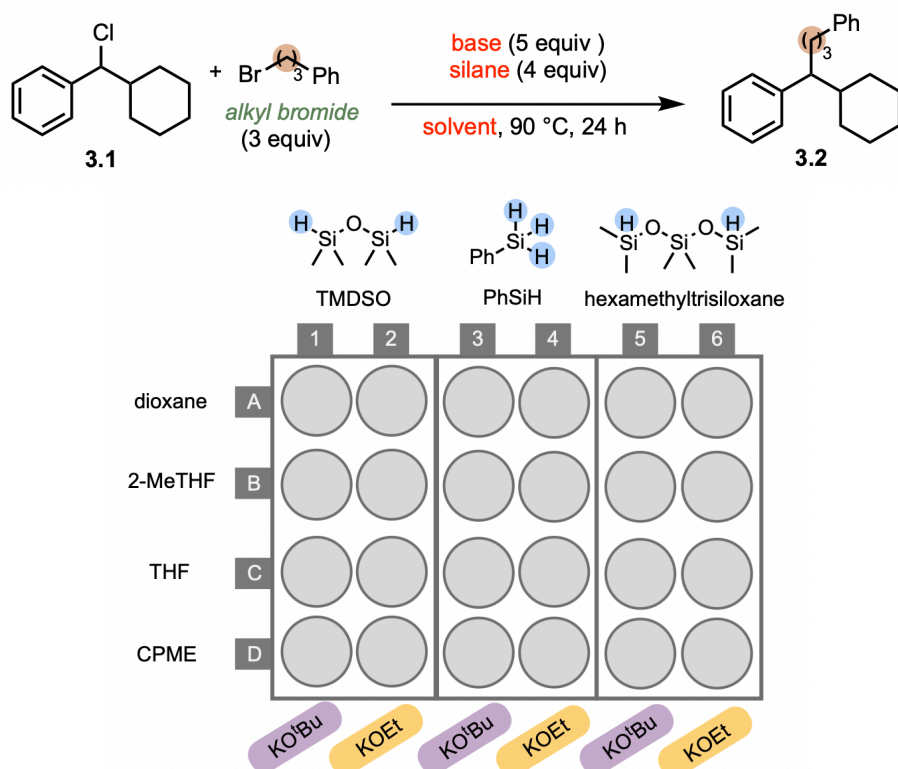 Cl
3.1
+
Br
3
Ph
alkyl bromide
(3 equiv)
base (5 equiv )
silane (4 equiv)
solvent, 90 °C, 24 h
Ph
3
3.2
H Si O Si H
TMDSO
H
H
Ph Si
H
PhSiH
H O O H
Si Si Si
hexamethyltrisiloxane
1 2 3 4 5 6
dioxane A
2-MeTHF B
THF C
CPME D
KOᵗBu KOEt KOᵗBu KOEt KOᵗBu KOEt